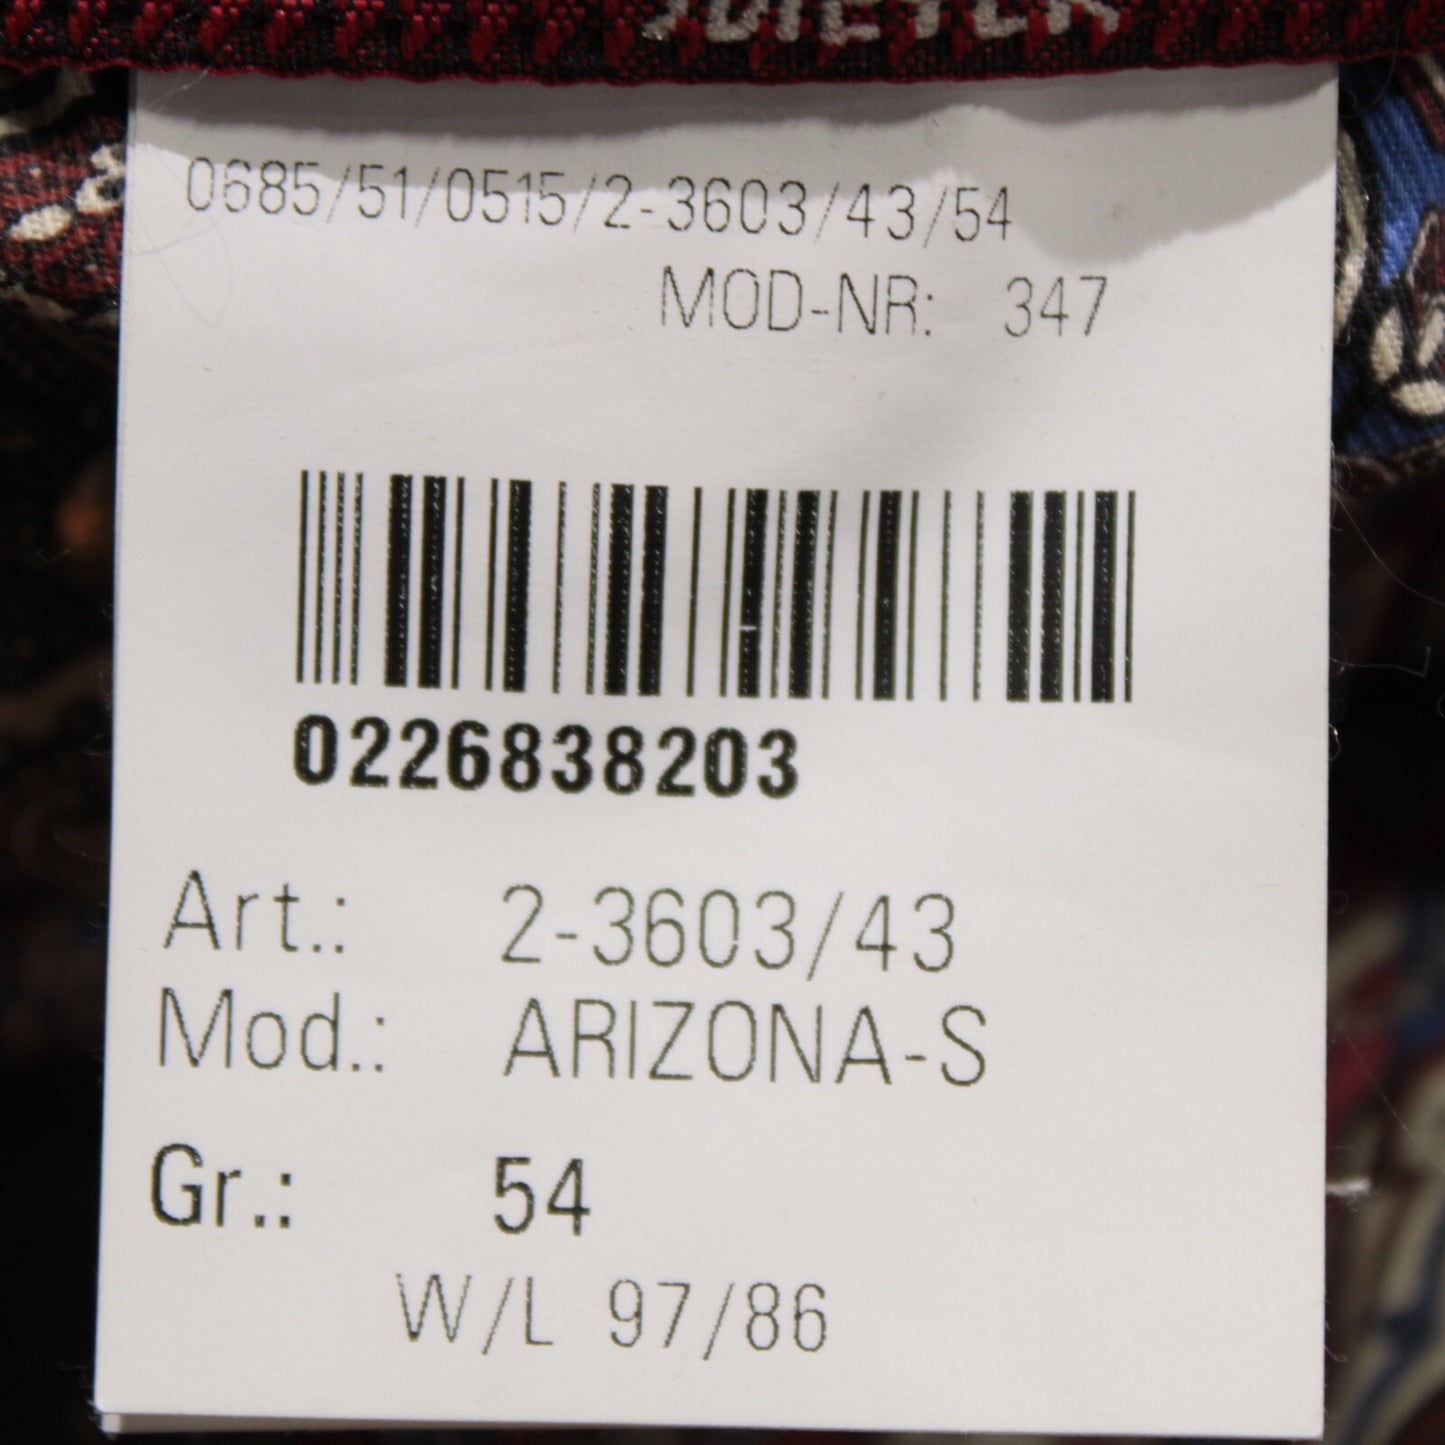 0685/51/0515/2-3603/43/54
MOD-NR: 347
0226838203
Art.: 2-3603/43
Mod.: ARIZONA-S
Gr.: 54
W/L 97/86